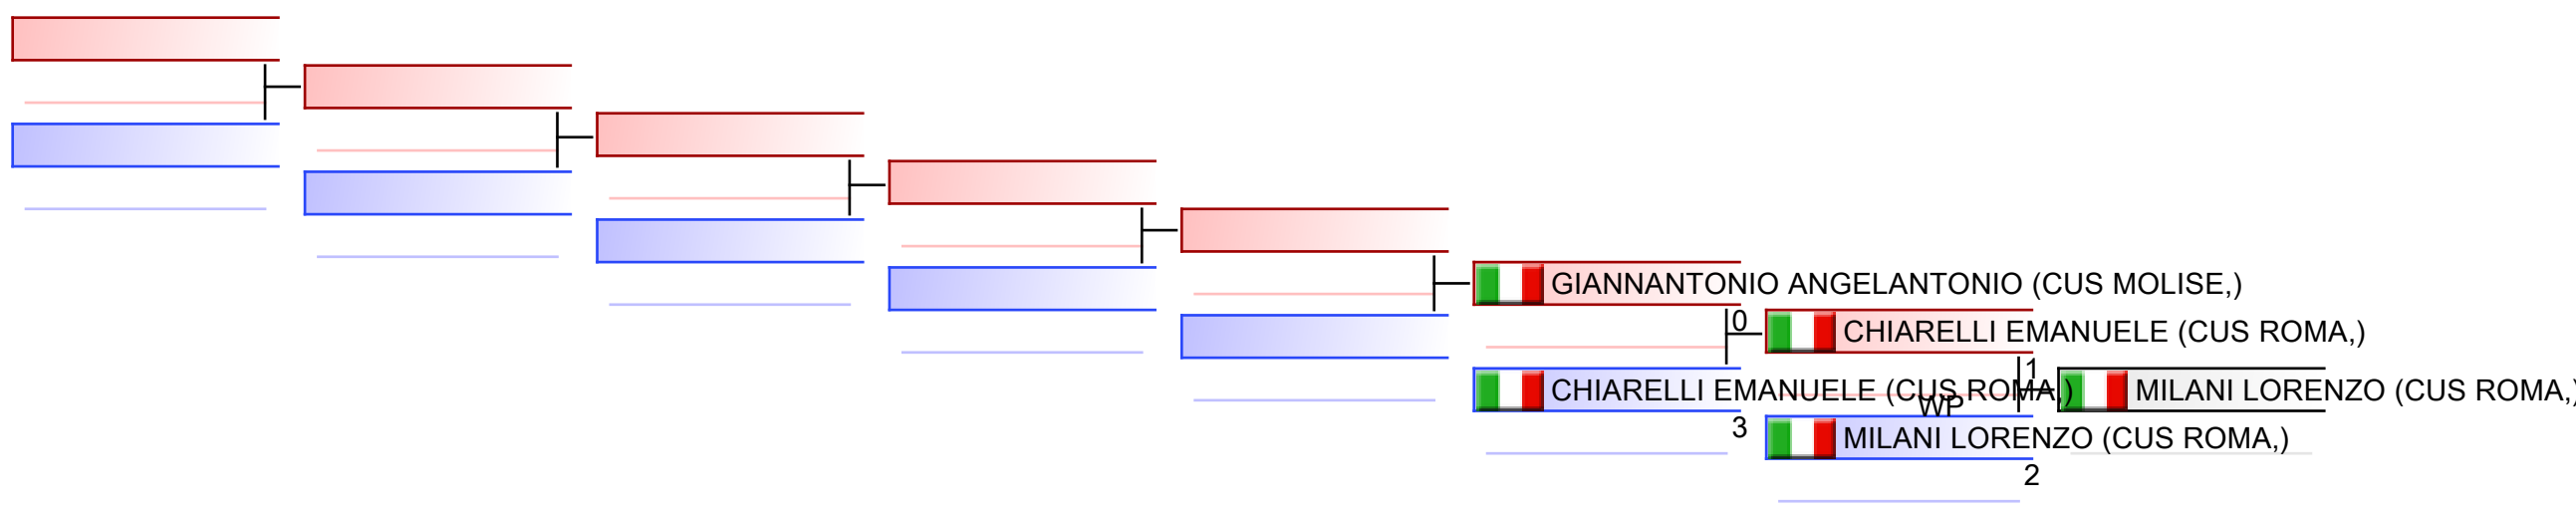 GIANNANTONIO ANGELANTONIO (CUS MOLISE,)
0
CHIARELLI EMANUELE (CUS ROMA,)
3
CHIARELLI EMANUELE (CUS ROMA,)
1
WP
MILANI LORENZO (CUS ROMA,)
2
MILANI LORENZO (CUS ROMA,)